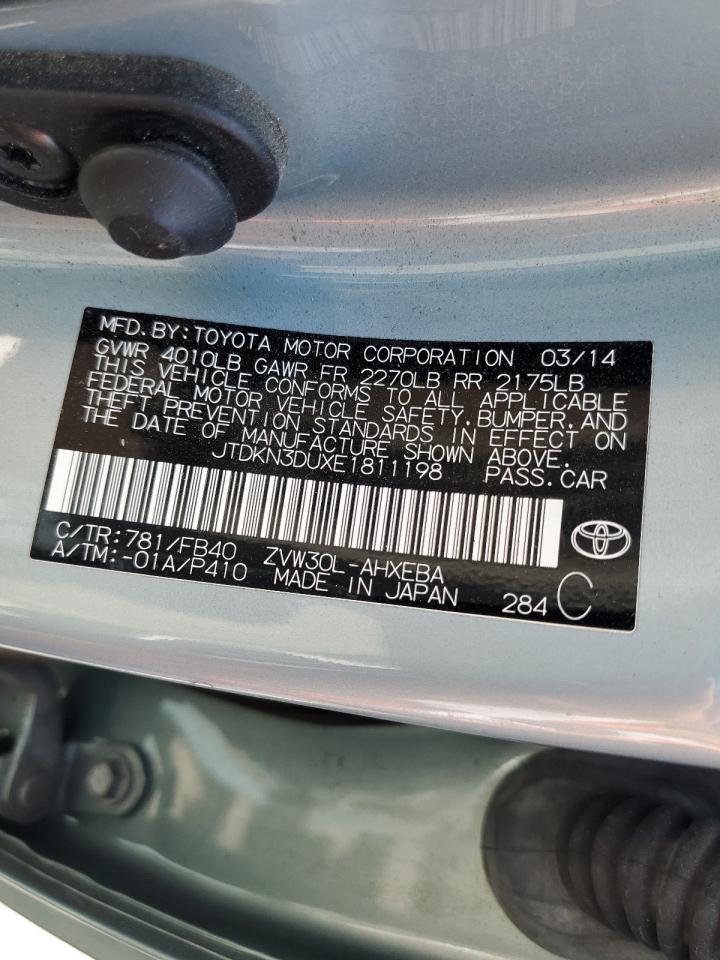 MFD. BY: TOYOTA MOTOR CORPORATION 03/14
GVWR 4010LB GAWR FR 2270LB RR 2175LB
THIS VEHICLE CONFORMS TO ALL APPLICABLE
FEDERAL MOTOR VEHICLE SAFETY, BUMPER, AND
THEFT PREVENTION STANDARDS IN EFFECT ON
THE DATE OF MANUFACTURE SHOWN ABOVE.
JTDKN3DUXE1811198 PASS. CAR
C/TR: 781/FB40 ZVW30L-AHXEBA
A/TM: -01A/P410 MADE IN JAPAN 284 C